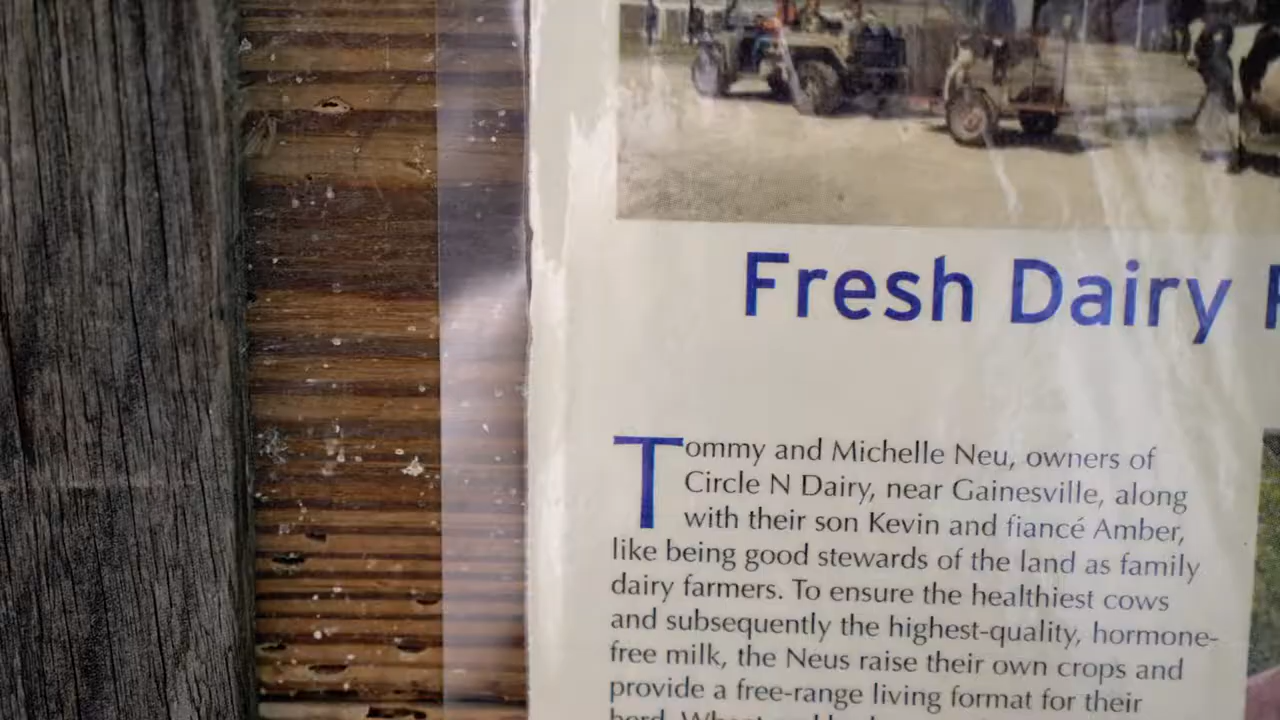 Fresh Dairy
Tommy and Michelle Neu, owners of
Circle N Dairy, near Gainesville, along
with their son Kevin and fiancé Amber,
like being good stewards of the land as family
dairy farmers. To ensure the healthiest cows
and subsequently the highest-quality, hormone-
free milk, the Neus raise their own crops and
provide a free-range living format for their